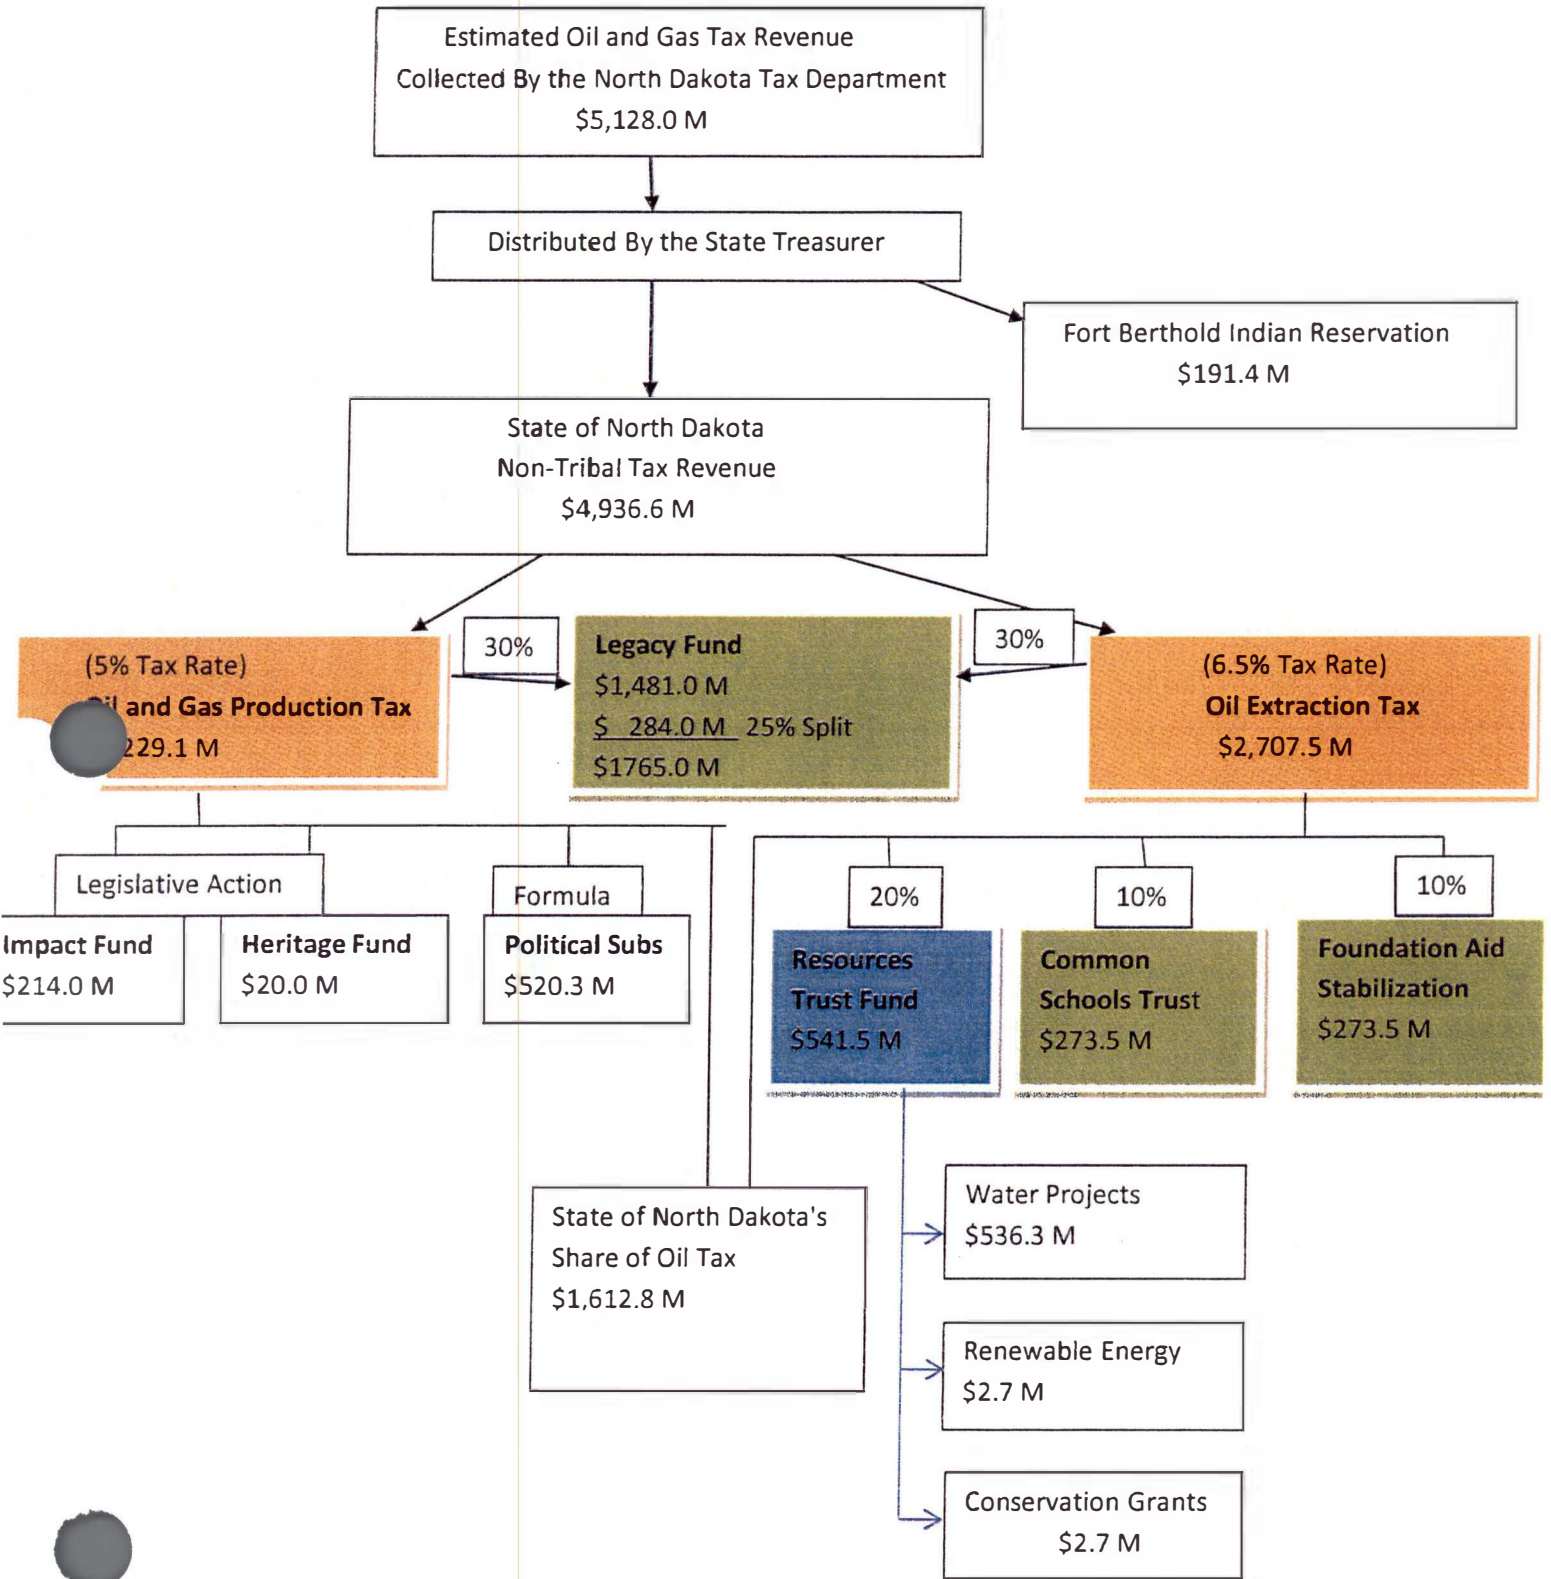 Estimated Oil and Gas Tax Revenue
Collected By the North Dakota Tax Department
$5,128.0 M
Distributed By the State Treasurer
Fort Berthold Indian Reservation
$191.4 M
State of North Dakota
Non-Tribal Tax Revenue
$4,936.6 M
(5% Tax Rate)
and Gas Production Tax
229.1 M
30%
Legacy Fund
$1,481.0 M
$ 284.0 M 25% Split
$1765.0 M
30%
(6.5% Tax Rate)
Oil Extraction Tax
$2,707.5 M
Legislative Action
Impact Fund
$214.0 M
Heritage Fund
$20.0 M
Formula
Political Subs
$520.3 M
20%
Resources
Trust Fund
$541.5 M
10%
Common
Schools Trust
$273.5 M
10%
Foundation Aid
Stabilization
$273.5 M
State of North Dakota's
Share of Oil Tax
$1,612.8 M
Water Projects
$536.3 M
Renewable Energy
$2.7 M
Conservation Grants
$2.7 M